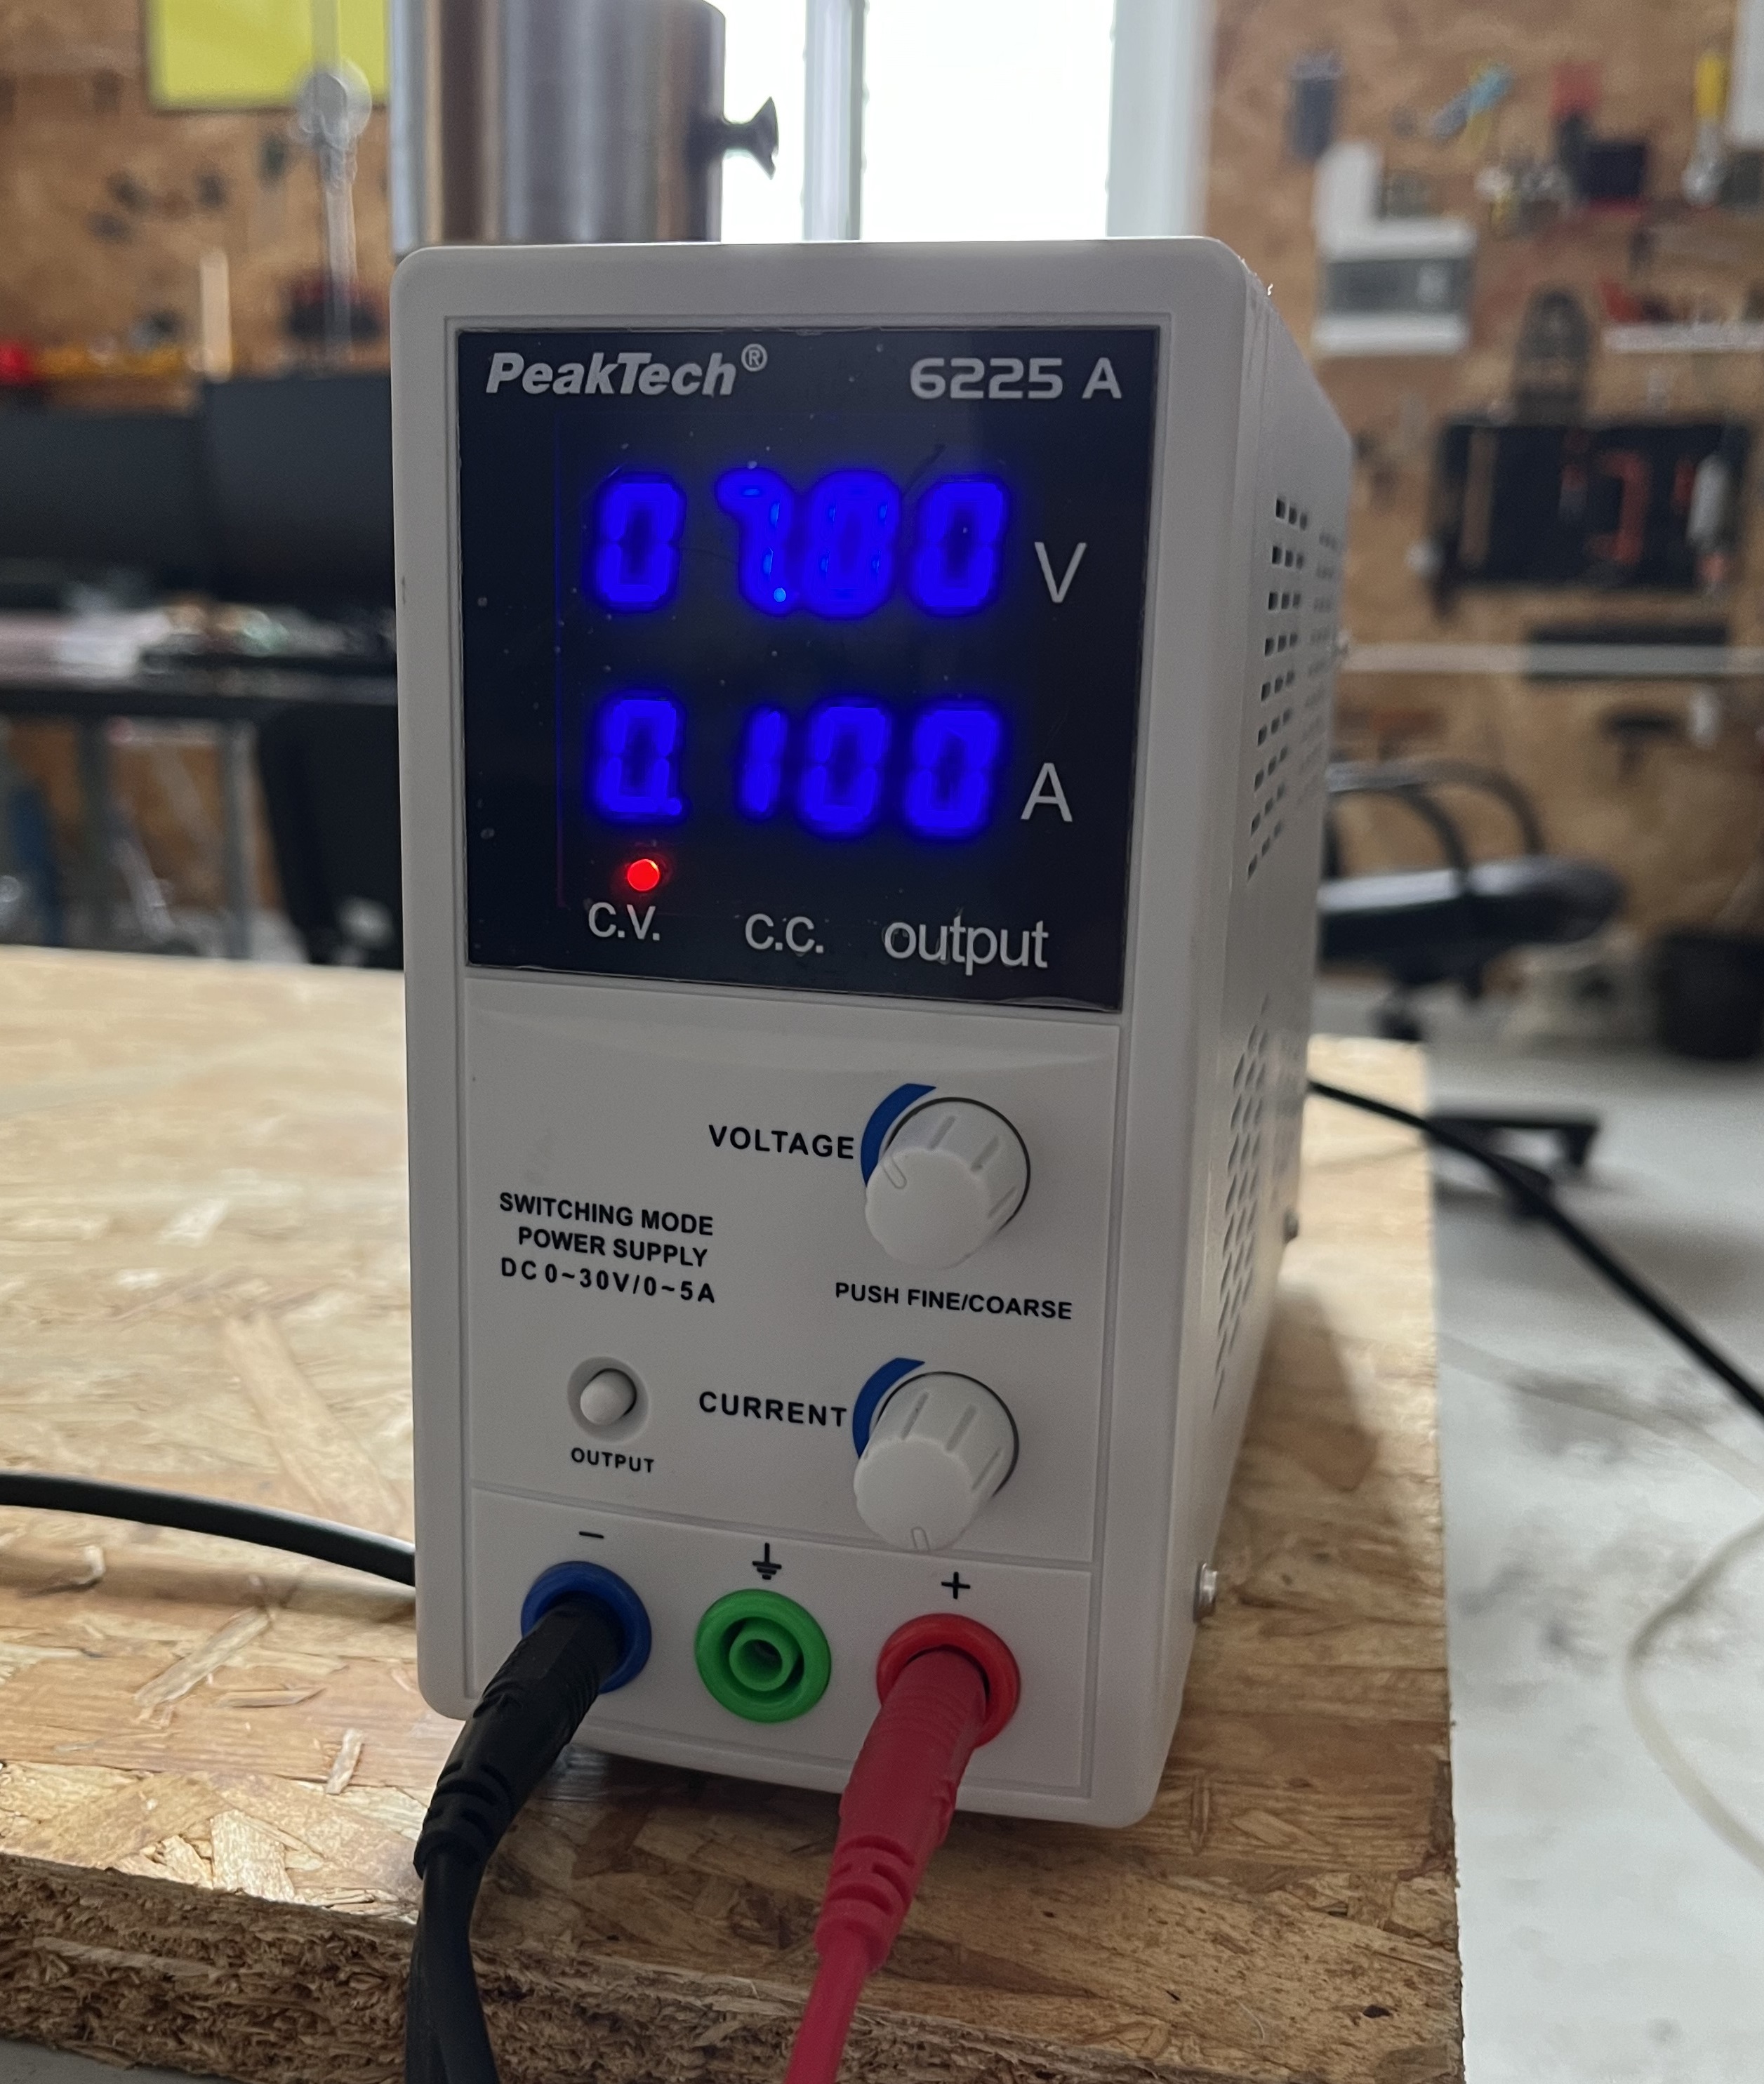 PeakTech® 6225 A
07.00 V
0.100 A
C.V. C.C. output
VOLTAGE
SWITCHING MODE
POWER SUPPLY
DC 0~30V/0~5A
PUSH FINE/COARSE
CURRENT
OUTPUT
− +